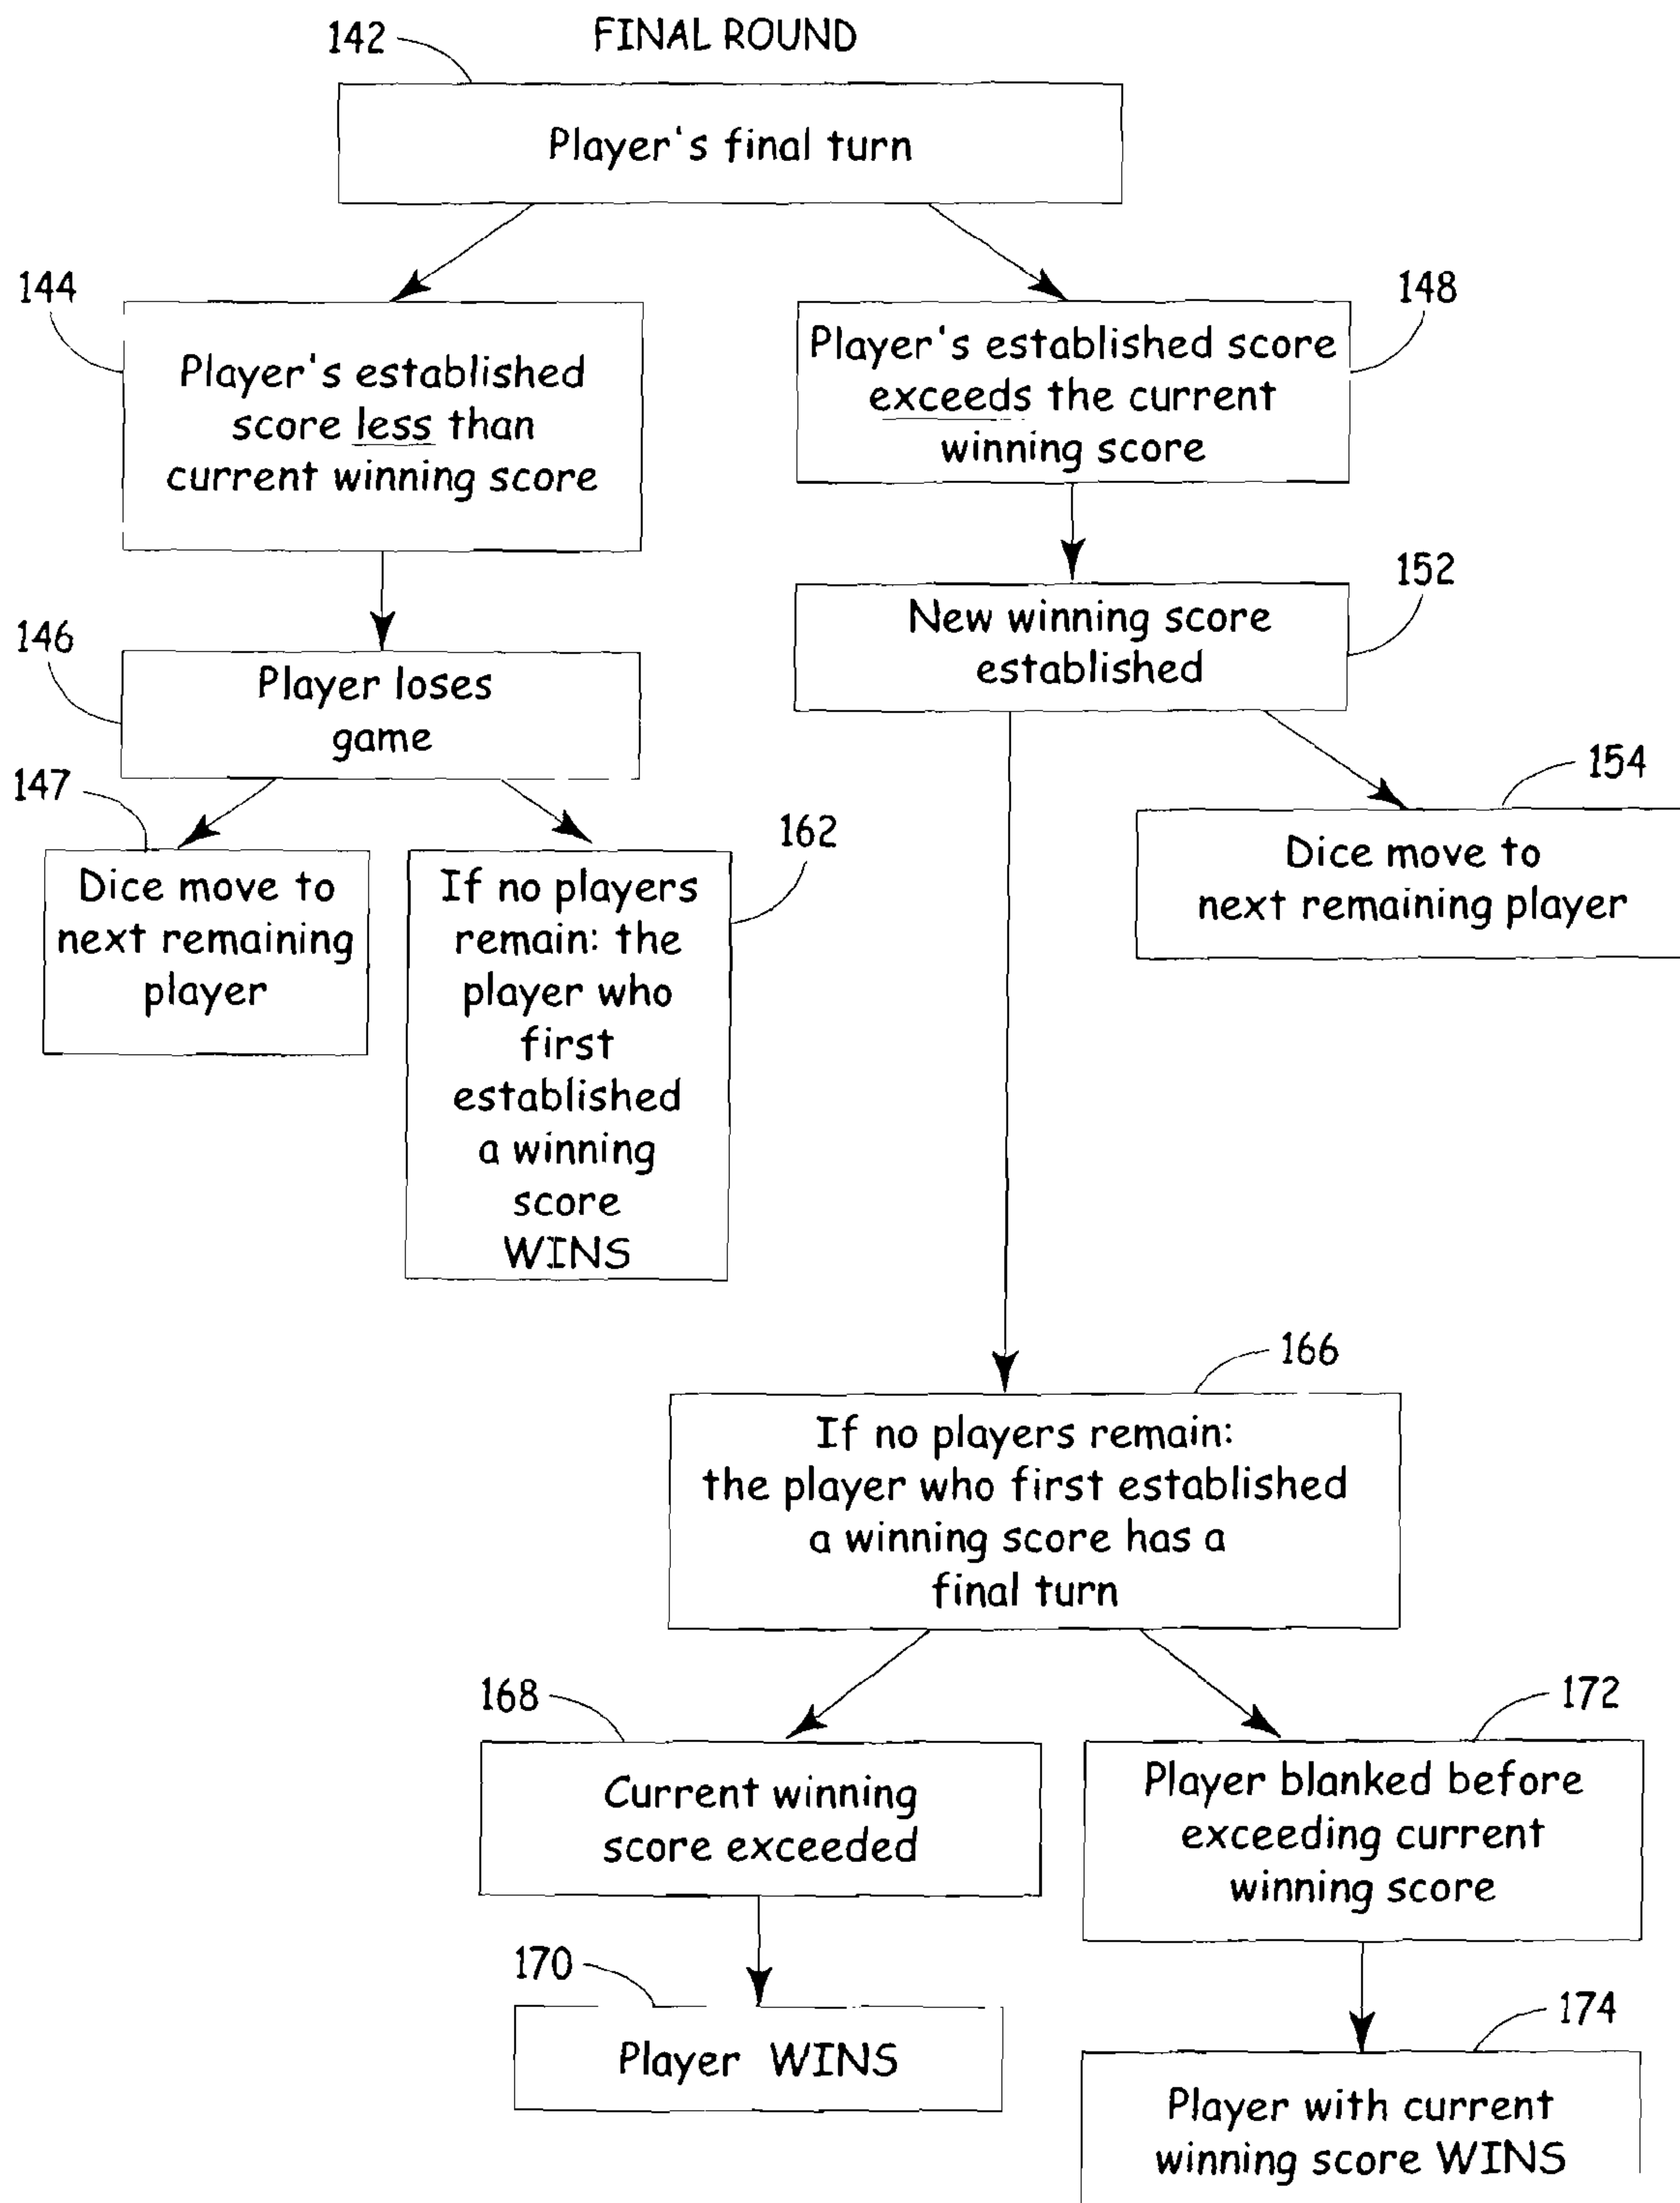 142
FINAL ROUND
Player's final turn
144
Player's established
score less than
current winning score
148
Player's established score
exceeds the current
winning score
146
Player loses
game
152
New winning score
established
147
Dice move to
next remaining
player
162
If no players
remain: the
player who
first
established
a winning
score
WINS
154
Dice move to
next remaining player
166
If no players remain:
the player who first established
a winning score has a
final turn
168
Current winning
score exceeded
172
Player blanked before
exceeding current
winning score
170
Player WINS
174
Player with current
winning score WINS